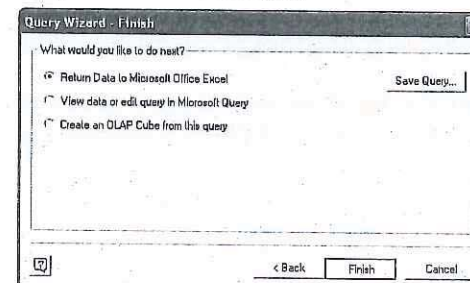 Query Wizard - Finish
What would you like to do next?
Return Data to Microsoft Office Excel
Save Query...
View data or edit query in Microsoft Query
Create an OLAP Cube from this query
?
< Back
Finish
Cancel